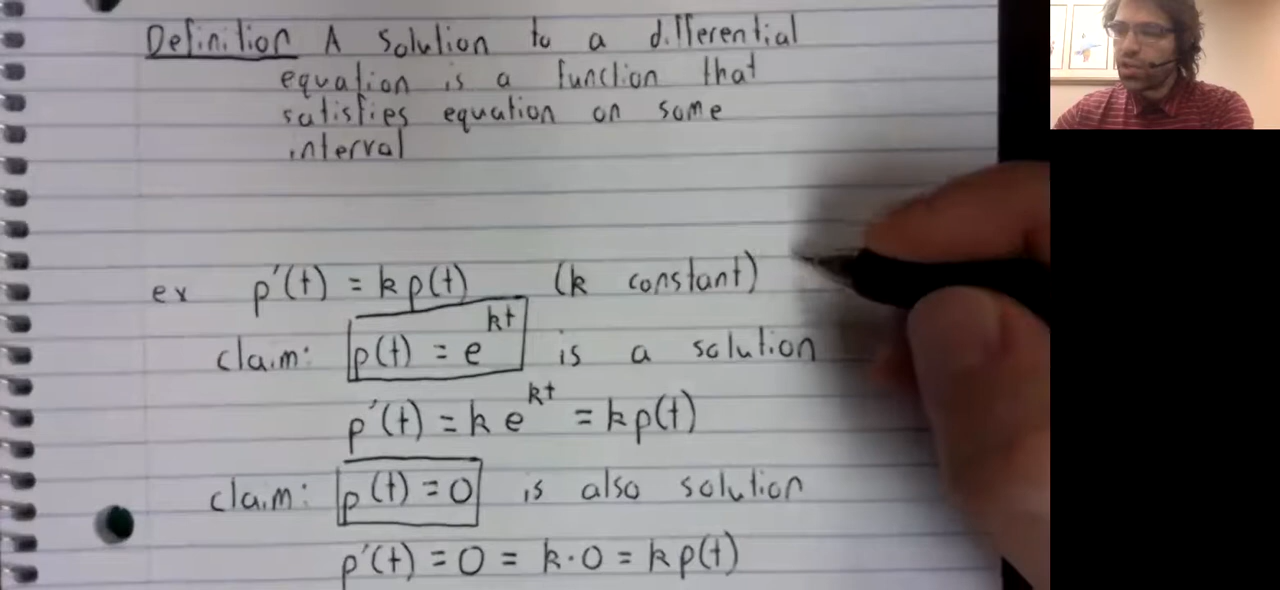 Definition A solution to a differential
equation is a function that
satisfies equation on some
interval
ex p'(t) = kp(t) (k constant)
claim: p(t) = e^{kt} is a solution
p'(t) = k e^{kt} = kp(t)
claim: p(t) = 0 is also solution
p'(t) = 0 = k·0 = kp(t)